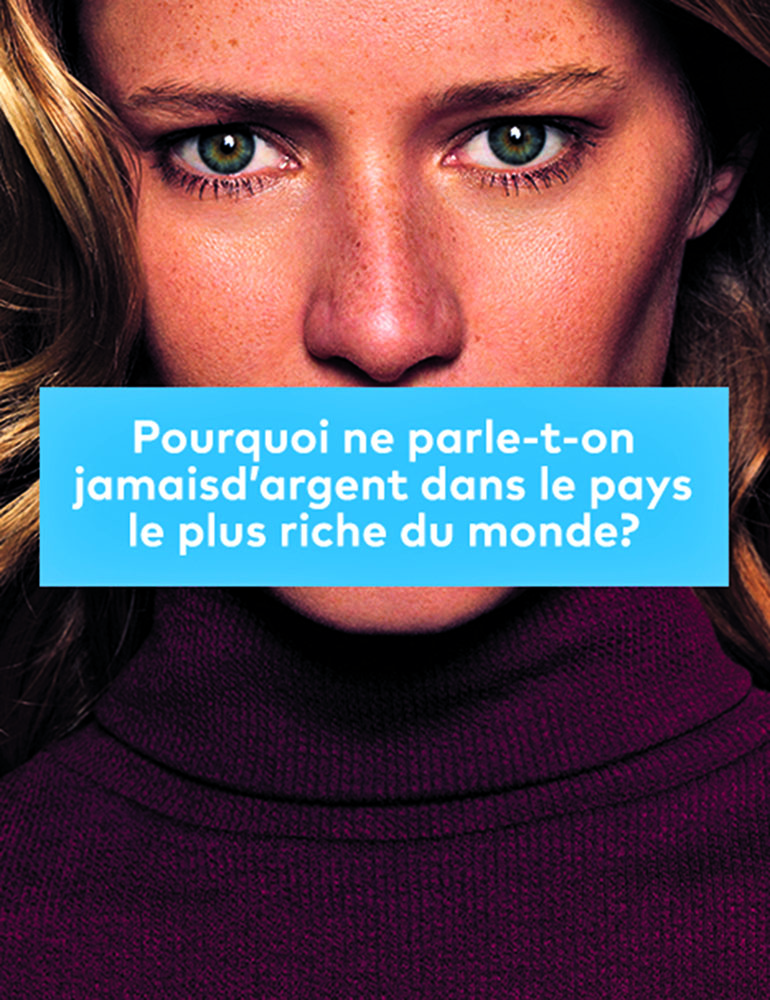 Pourquoi ne parle-t-on
jamaisd’argent dans le pays
le plus riche du monde?